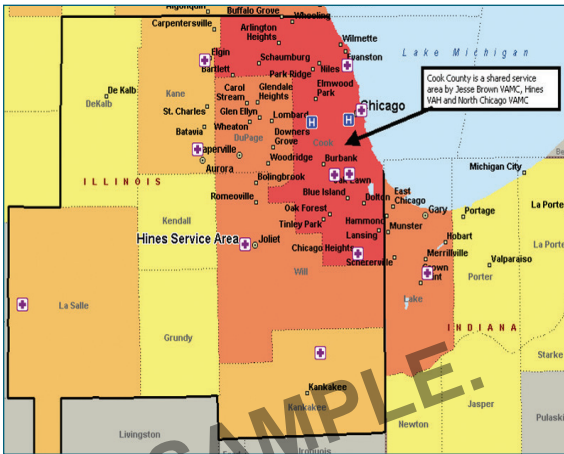 Algonquin
Buffalo Grove
Wheeling
Carpentersville
Arlington
Heights
Wilmette
Lake Michigan
Elgin
Schaumburg
Evanston
Bartlett
Niles
Park Ridge
De Kalb
DeKalb
Kane
Carol
Stream
Glendale
Heights
Elmwood
Park
Cook County is a shared service
area by Jesse Brown VAMC, Hines
VAH and North Chicago VAMC
Chicago
St. Charles
Glen Ellyn
Lombard
H
H
Batavia
Wheaton
DuPage
Downers
Grove
Cook
Naperville
Woodridge
Burbank
Michigan City
Aurora
Bolingbrook
Oak Lawn
ILLINOIS
Romeoville
Blue Island
Dolton
East
Chicago
Gary
Portage
La Porte
Kendall
Oak Forest
Tinley Park
Hammond
Lansing
Munster
Hobart
La Porte
Hines Service Area
Joliet
Chicago Heights
Schererville
Merrillville
Valparaiso
Will
Crown
Point
Porter
La Salle
Lake
INDIANA
Grundy
Starke
Kankakee
Kankakee
Jasper
Newton
Pulaski
Livingston
Iroquois
SAMPLE.